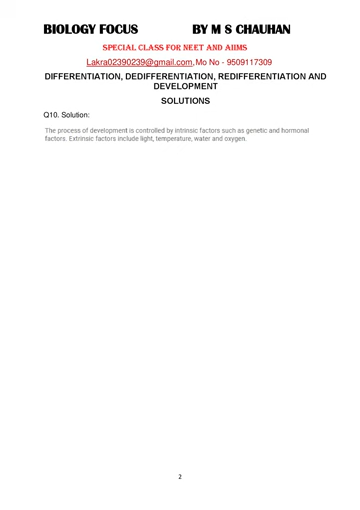 BIOLOGY FOCUS BY M S CHAUHAN
SPECIAL CLASS FOR NEET AND AIIMS
Lakra02390239@gmail.com,Mo No - 9509117309
DIFFERENTIATION, DEDIFFERENTIATION, REDIFFERENTIATION AND
DEVELOPMENT
SOLUTIONS
Q10. Solution:
The process of development is controlled by intrinsic factors such as genetic and hormonal
factors. Extrinsic factors include light, temperature, water and oxygen.
2